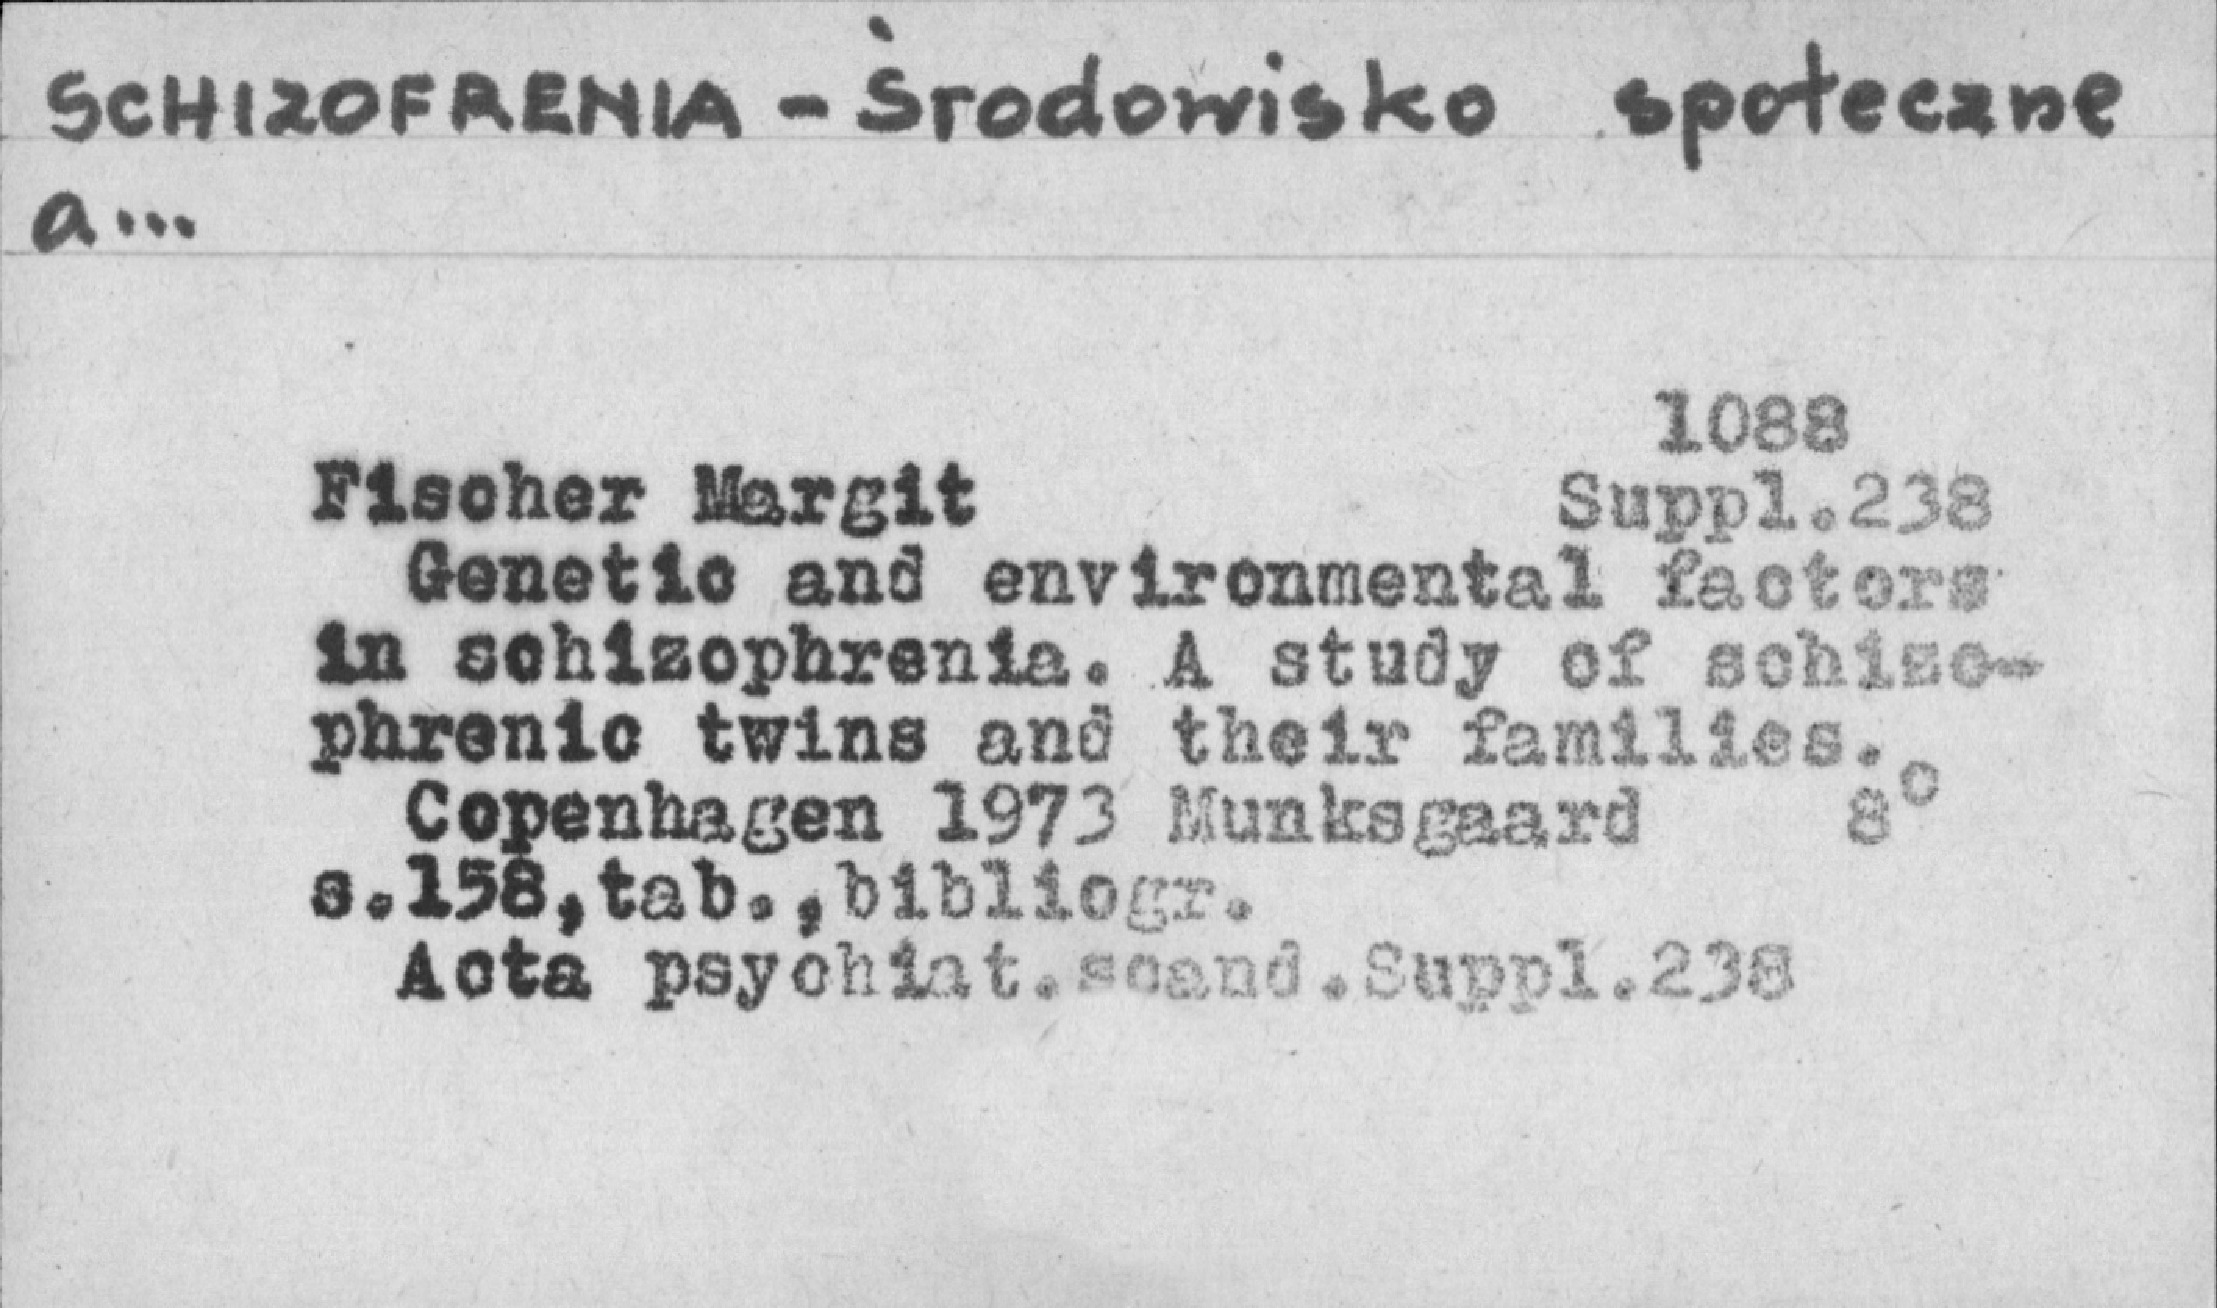 SCHIZOFRENIA - Środowisko społeczne
a...
1088
Fischer Margit Suppl.238
Genetic and environmental factors
in schizophrenia. A study of schizo-
phrenic twins and their families.
Copenhagen 1973 Munksgaard 8°
s.158,tab.,bibliogr.
Acta psychiat.scand.Suppl.238